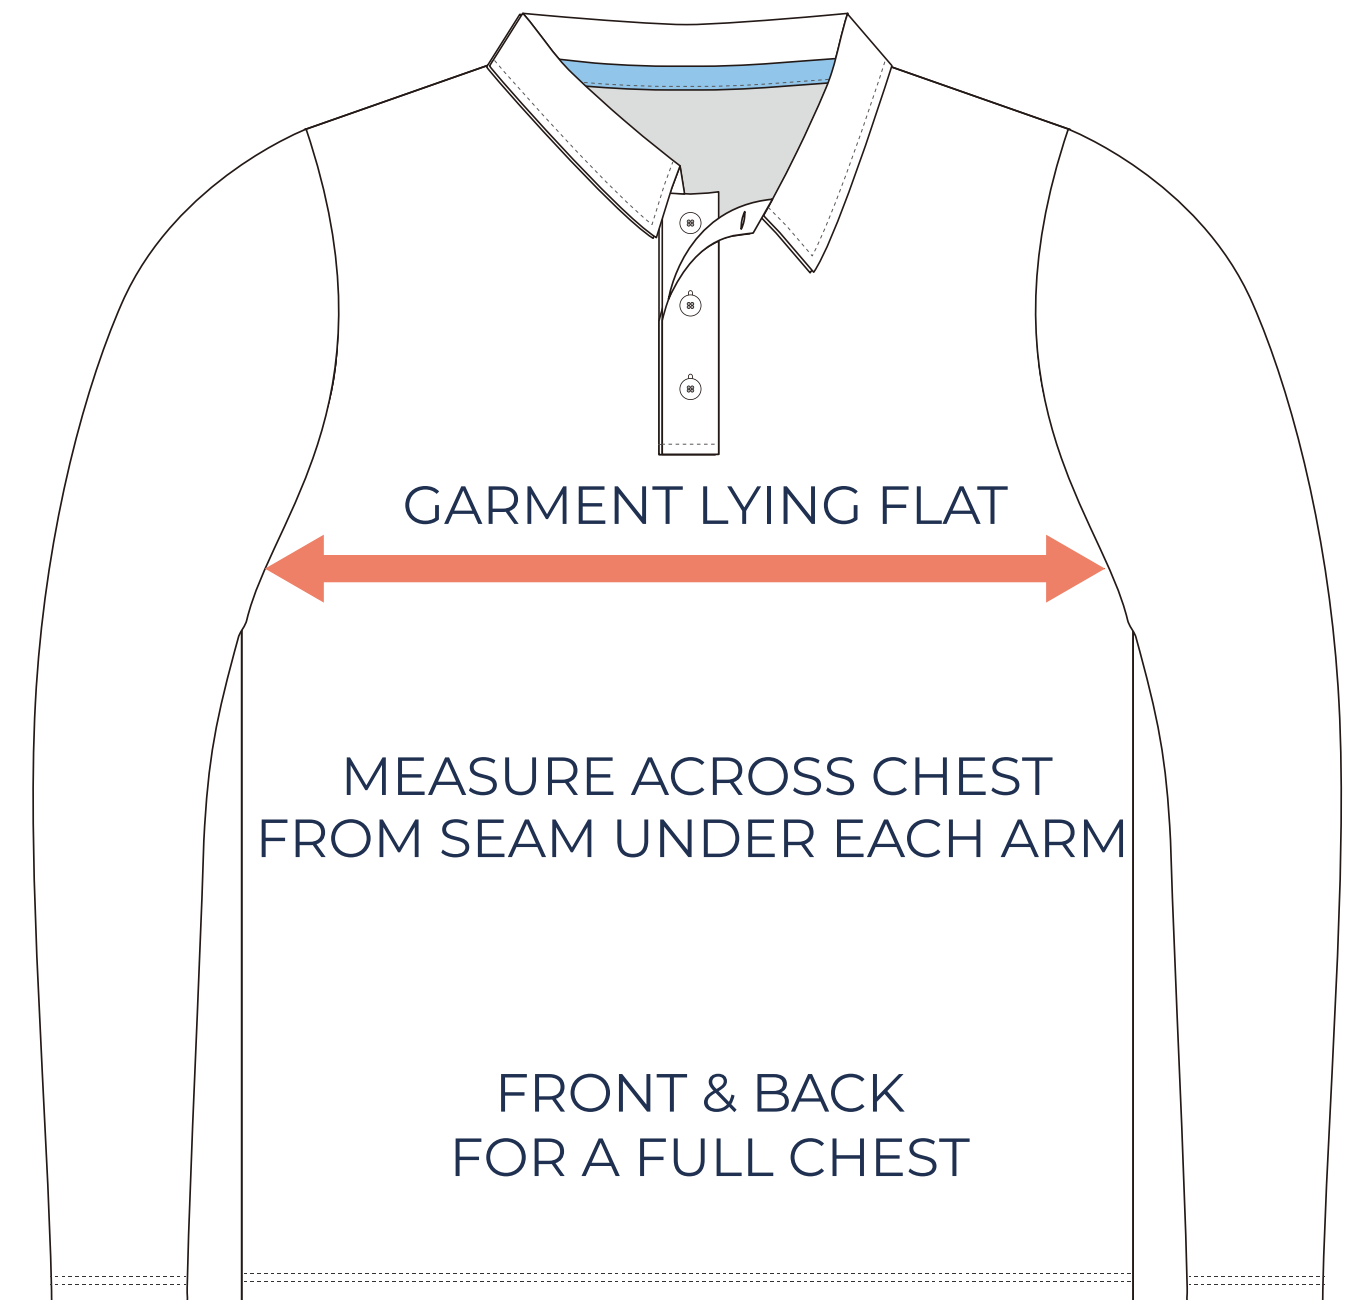 GARMENT LYING FLAT
MEASURE ACROSS CHEST
FROM SEAM UNDER EACH ARM
FRONT & BACK
FOR A FULL CHEST